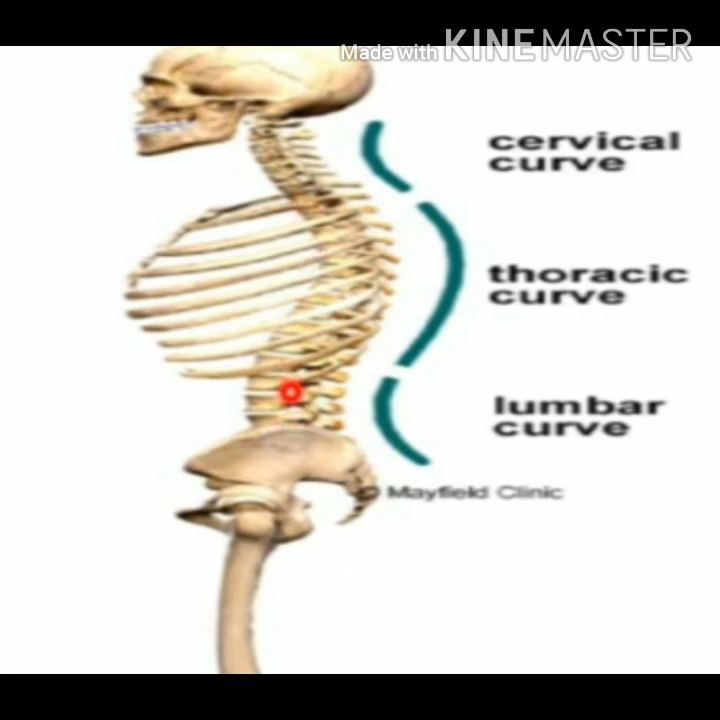 Made with KINEMASTER
cervical
curve
thoracic
curve
lumbar
curve
© Mayfield Clinic